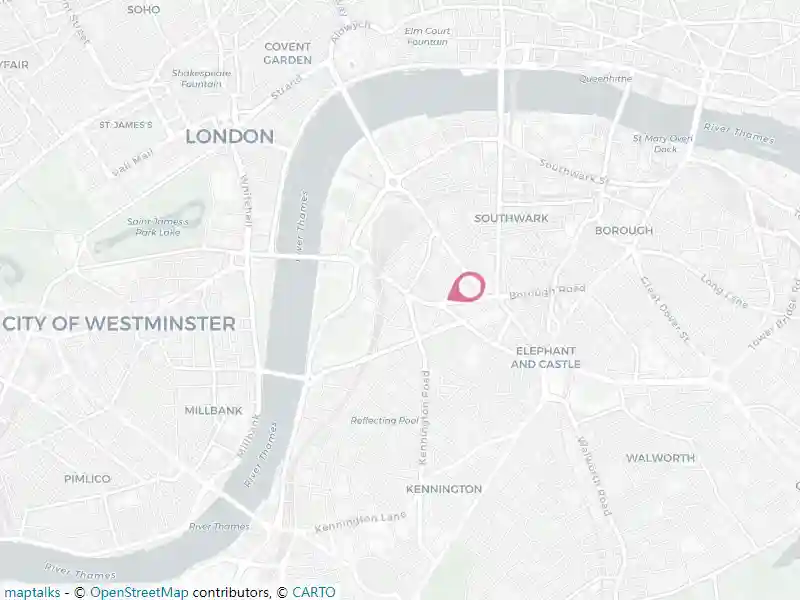 SOHO
Aldwych
Elm Court
Fountain
COVENT
GARDEN
Shakespeare
Fountain
Strand
Queenhithe
ST JAMES'S
LONDON
Pall Mall
St Mary Overi
Dock
River Thames
Southwark St
Whitehall
River Thames
Saint James's
Park Lake
SOUTHWARK
BOROUGH
Borough Road
Long Lane
Great Dover St
Tower Bridge Road
CITY OF WESTMINSTER
ELEPHANT
AND CASTLE
MILLBANK
Millbank
Kennington Road
Reflecting Pool
River Thames
Walworth Road
WALWORTH
PIMLICO
KENNINGTON
River Thames
Kennington Lane
River Thames
maptalks - © OpenStreetMap contributors, © CARTO